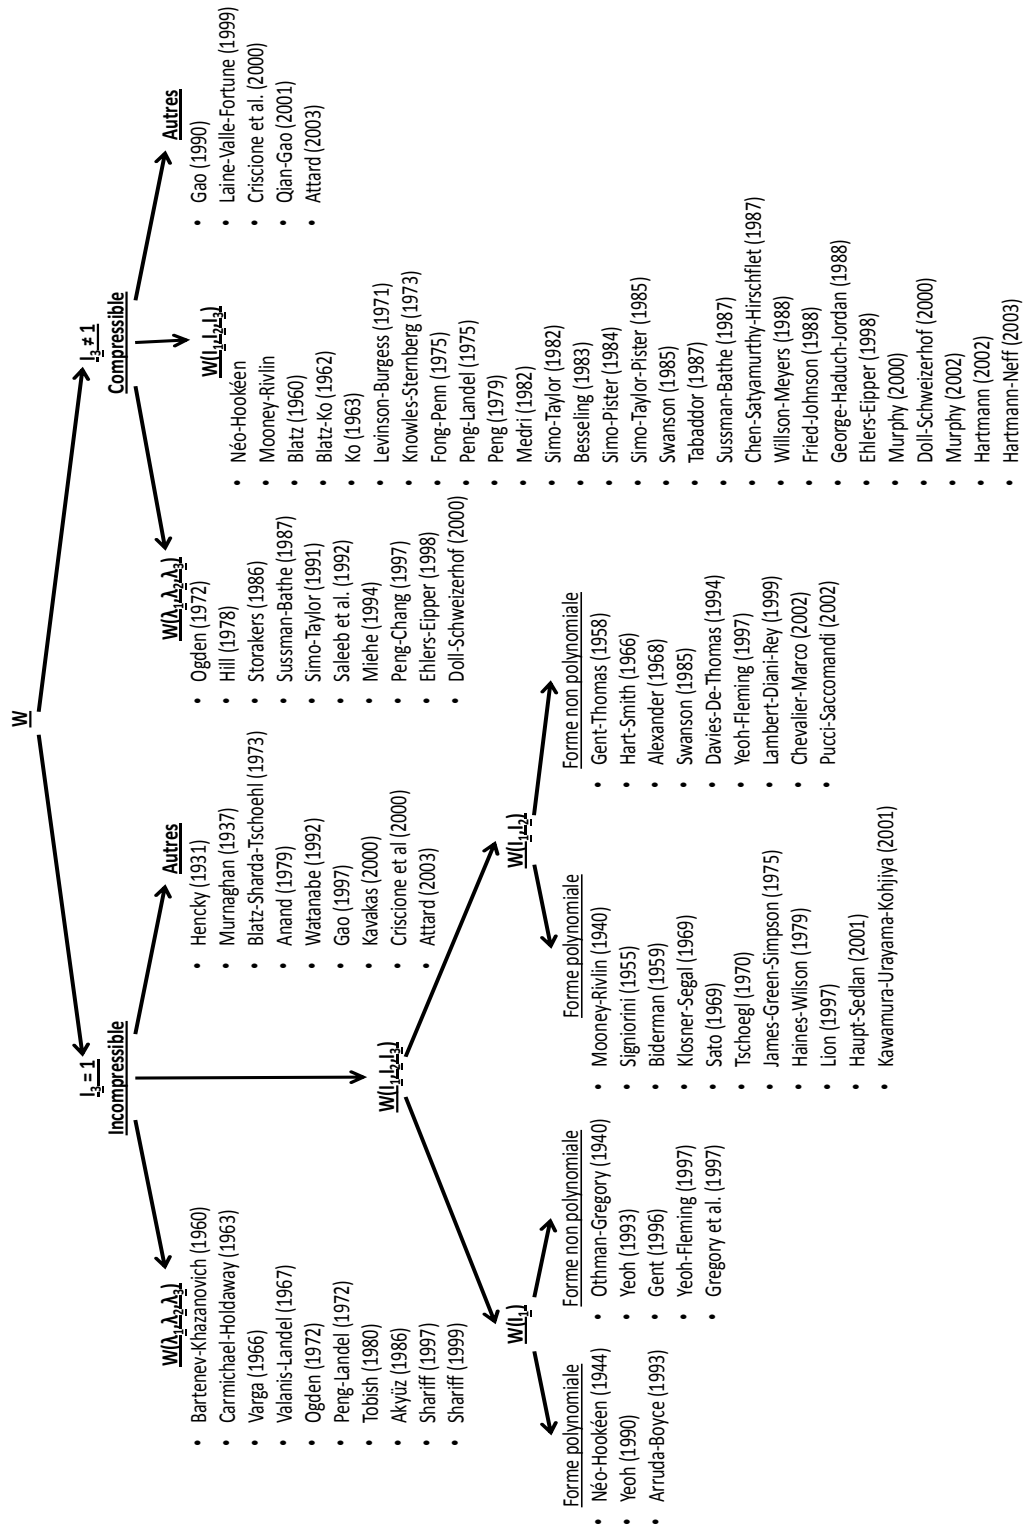 W
I₃ = 1
Incompressible
W(λ₁,λ₂,λ₃)
• Bartenev-Khazanovich (1960)
• Carmichael-Holdaway (1963)
• Varga (1966)
• Valanis-Landel (1967)
• Ogden (1972)
• Peng-Landel (1972)
• Tobish (1980)
• Akyüz (1986)
• Shariff (1997)
• Shariff (1999)
Autres
• Hencky (1931)
• Murnaghan (1937)
• Blatz-Sharda-Tschoehl (1973)
• Anand (1979)
• Watanabe (1992)
• Gao (1997)
• Kavakas (2000)
• Criscione et al (2000)
• Attard (2003)
W(I₁,I₂,I₃)
W(I₁)
Forme polynomiale
• Néo-Hookéen (1944)
• Yeoh (1990)
• Arruda-Boyce (1993)
Forme non polynomiale
• Othman-Gregory (1940)
• Yeoh (1993)
• Gent (1996)
• Yeoh-Fleming (1997)
• Gregory et al. (1997)
W(I₁,I₂)
Forme polynomiale
• Mooney-Rivlin (1940)
• Signiorini (1955)
• Biderman (1959)
• Klosner-Segal (1969)
• Sato (1969)
• Tschoegl (1970)
• James-Green-Simpson (1975)
• Haines-Wilson (1979)
• Lion (1997)
• Haupt-Sedlan (2001)
• Kawamura-Urayama-Kohjiya (2001)
Forme non polynomiale
• Gent-Thomas (1958)
• Hart-Smith (1966)
• Alexander (1968)
• Swanson (1985)
• Davies-De-Thomas (1994)
• Yeoh-Fleming (1997)
• Lambert-Diani-Rey (1999)
• Chevalier-Marco (2002)
• Pucci-Saccomandi (2002)
I₃ ≠ 1
Compressible
W(λ₁,λ₂,λ₃)
• Ogden (1972)
• Hill (1978)
• Storakers (1986)
• Sussman-Bathe (1987)
• Simo-Taylor (1991)
• Saleeb et al. (1992)
• Miehe (1994)
• Peng-Chang (1997)
• Ehlers-Eipper (1998)
• Doll-Schweizerhof (2000)
W(I₁,I₂,I₃)
• Néo-Hookéen
• Mooney-Rivlin
• Blatz (1960)
• Blatz-Ko (1962)
• Ko (1963)
• Levinson-Burgess (1971)
• Knowles-Sternberg (1973)
• Fong-Penn (1975)
• Peng-Landel (1975)
• Peng (1979)
• Medri (1982)
• Simo-Taylor (1982)
• Besseling (1983)
• Simo-Pister (1984)
• Simo-Taylor-Pister (1985)
• Swanson (1985)
• Tabaddor (1987)
• Sussman-Bathe (1987)
• Chen-Satyamurthy-Hirschflet (1987)
• Willson-Meyers (1988)
• Fried-Johnson (1988)
• George-Haduch-Jordan (1988)
• Ehlers-Eipper (1998)
• Murphy (2000)
• Doll-Schweizerhof (2000)
• Murphy (2002)
• Hartmann (2002)
• Hartmann-Neff (2003)
Autres
• Gao (1990)
• Laine-Valle-Fortune (1999)
• Criscione et al. (2000)
• Qian-Gao (2001)
• Attard (2003)